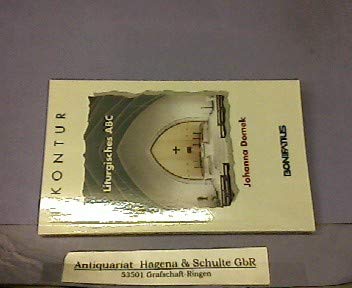 KONTUR
Liturgisches ABC
Johanna Domek
BONIFATIUS
Antiquariat Hagena & Schulte GbR
53501 Grafschaft-Ringen